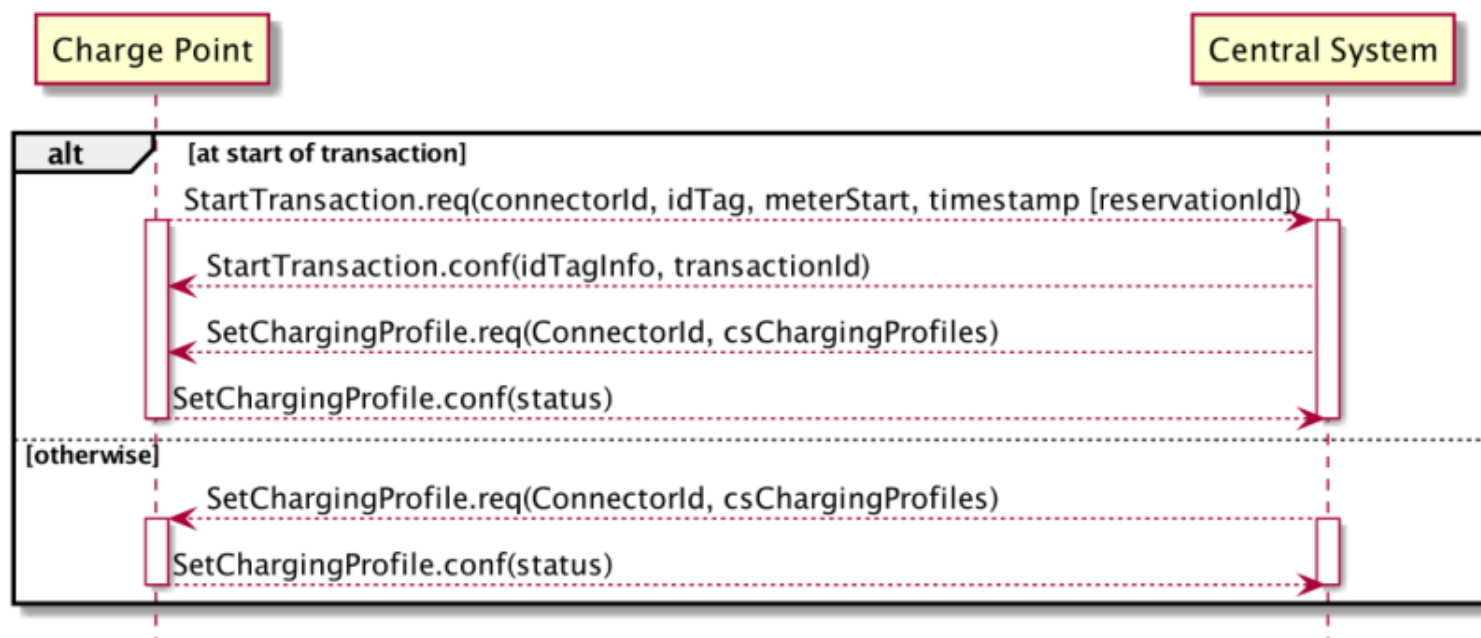 Charge Point
Central System
alt
[at start of transaction]
StartTransaction.req(connectorId, idTag, meterStart, timestamp [reservationId])
StartTransaction.conf(idTagInfo, transactionId)
SetChargingProfile.req(ConnectorId, csChargingProfiles)
SetChargingProfile.conf(status)
[otherwise]
SetChargingProfile.req(ConnectorId, csChargingProfiles)
SetChargingProfile.conf(status)